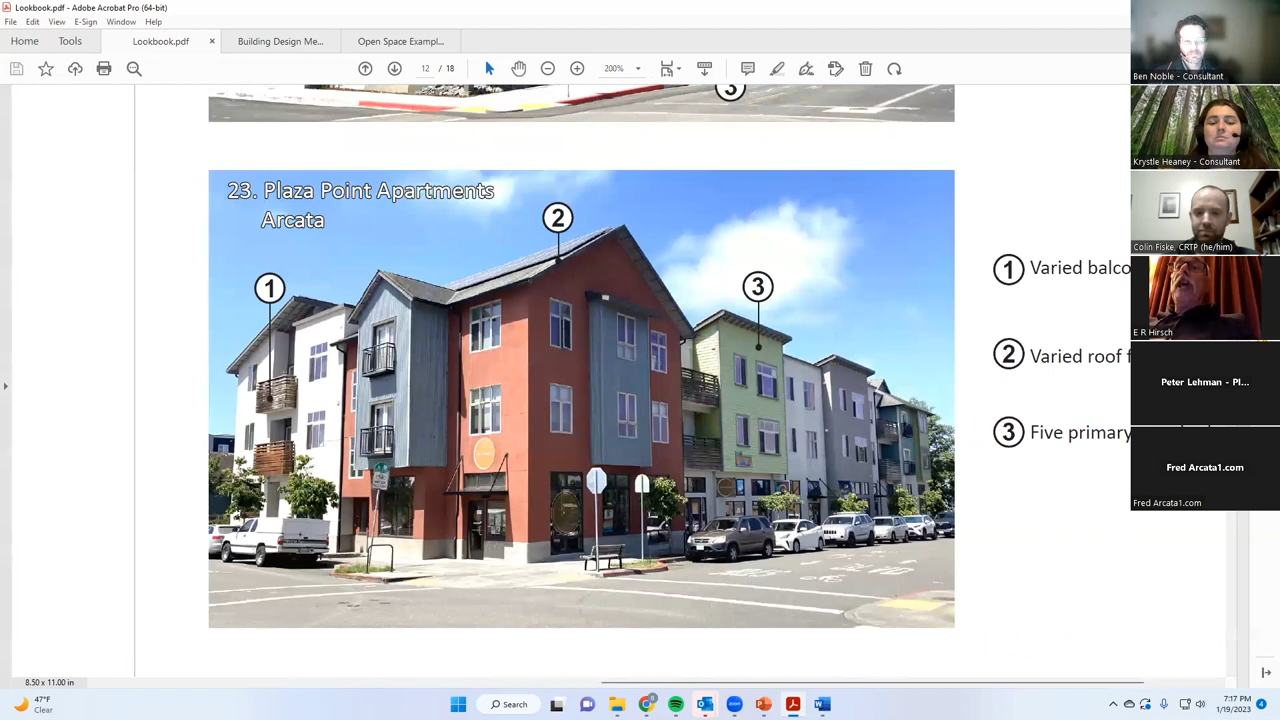 Lookbook.pdf - Adobe Acrobat Pro (64-bit)
File Edit View E-Sign Window Help
Home Tools Lookbook.pdf × Building Design Me... Open Space Exampl...
12 / 18 200%
3
23. Plaza Point Apartments
Arcata
1
2
3
1 Varied balco
2 Varied roof f
3 Five primary
Ben Noble - Consultant
Krystle Heaney - Consultant
Colin Fiske, CRTP (he/him)
E R Hirsch
Peter Lehman - Pl...
Fred Arcata1.com
Fred Arcata1.com
8.50 x 11.00 in
47°F
Clear
Search
7:17 PM
1/19/2023
4